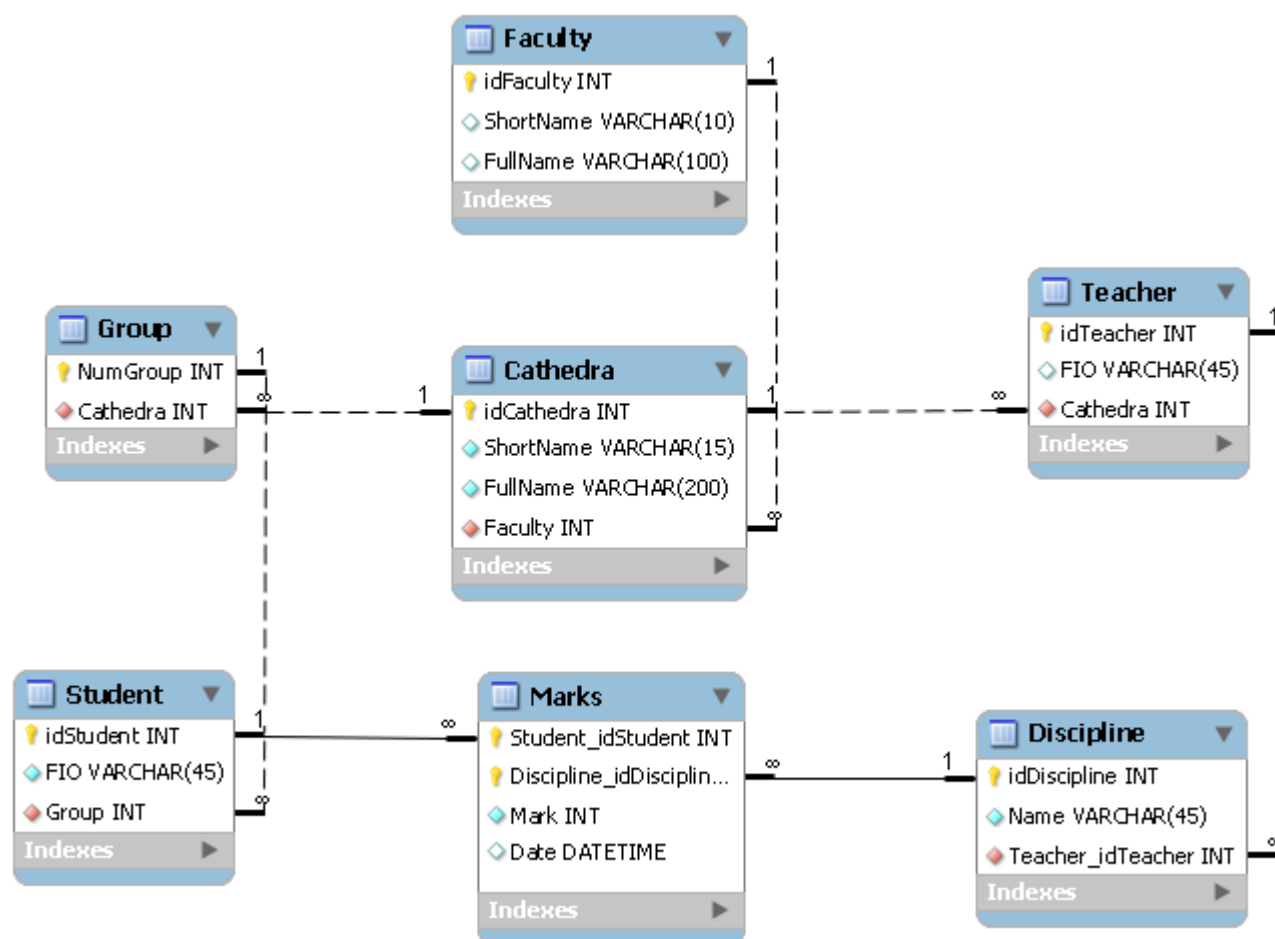 Faculty
idFaculty INT
ShortName VARCHAR(10)
FullName VARCHAR(100)
Indexes
1
Group
NumGroup INT
Cathedra INT
Indexes
1
∞
Cathedra
idCathedra INT
ShortName VARCHAR(15)
FullName VARCHAR(200)
Faculty INT
Indexes
1
1
∞
Teacher
idTeacher INT
FIO VARCHAR(45)
Cathedra INT
Indexes
1
∞
Student
idStudent INT
FIO VARCHAR(45)
Group INT
Indexes
1
∞
Marks
Student_idStudent INT
Discipline_idDisciplin...
Mark INT
Date DATETIME
Indexes
∞
∞
Discipline
idDiscipline INT
Name VARCHAR(45)
Teacher_idTeacher INT
Indexes
1
∞